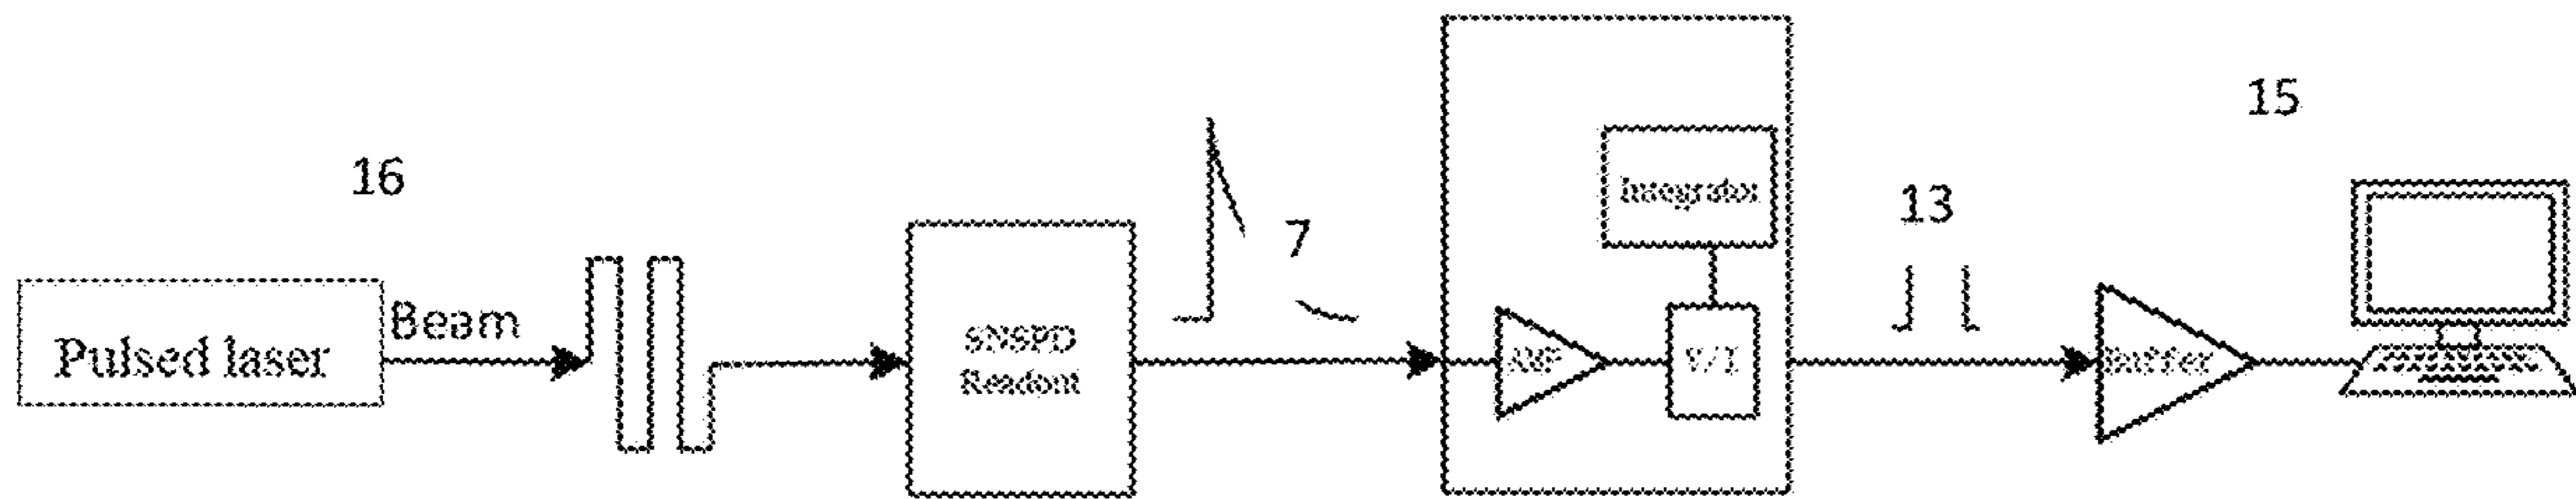 16
Pulsed laser
Beam
SNSPD
Readout
7
Integrator
13
Buffer
15